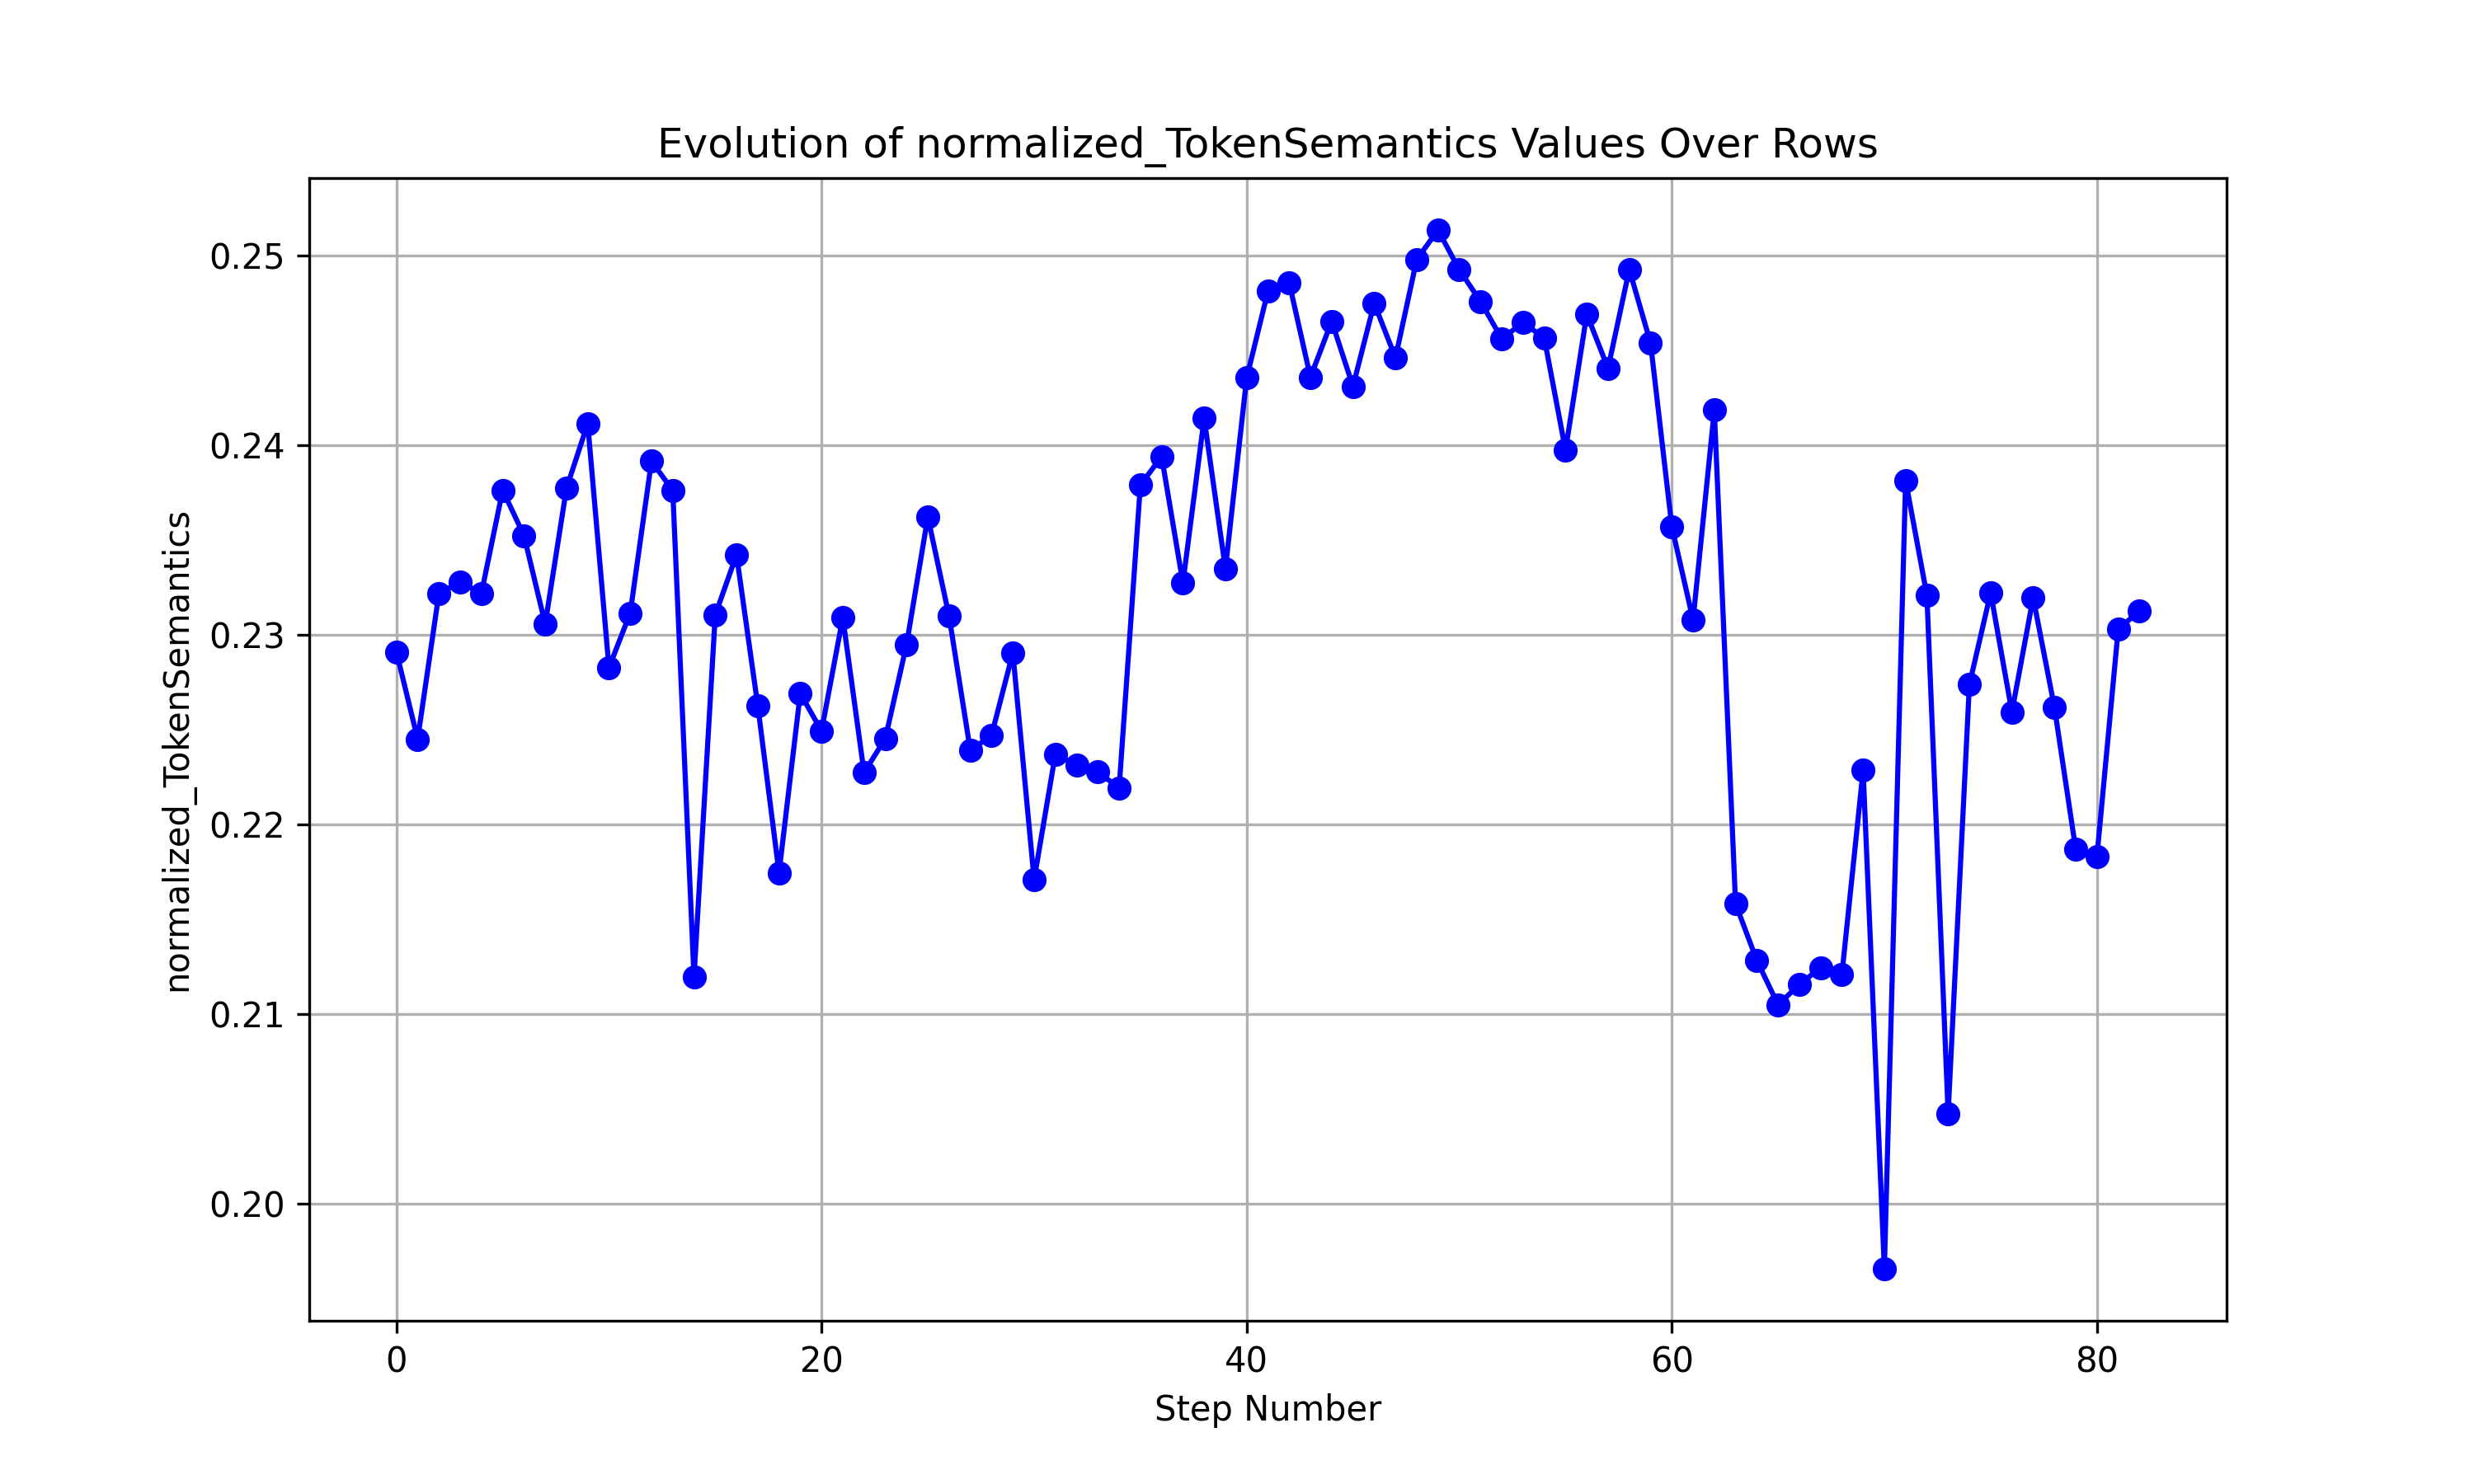 Evolution of normalized_TokenSemantics Values Over Rows
normalized_TokenSemantics
0.25
0.24
0.23
0.22
0.21
0.20
0 20 40 60 80
Step Number